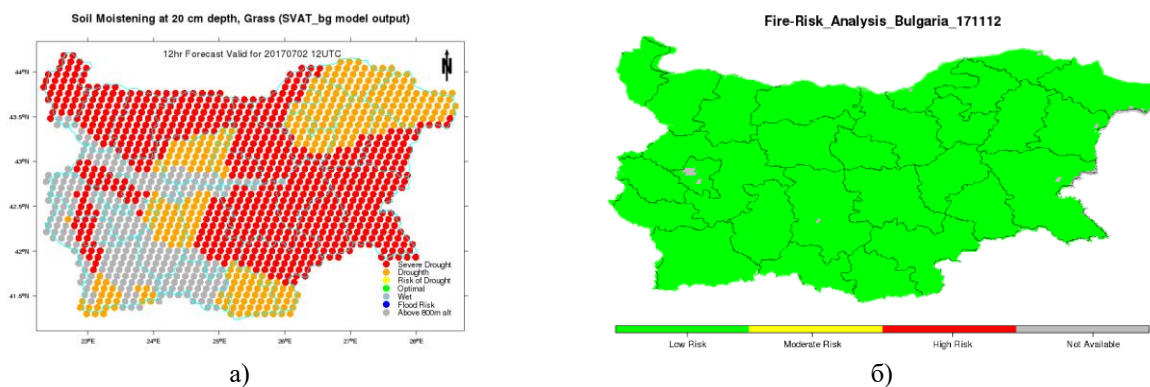 Soil Moistening at 20 cm depth, Grass (SVAT_bg model output)
12hr Forecast Valid for 20170702 12UTC
N
44°N
43.5°N
43°N
42.5°N
42°N
41.5°N
23°E
24°E
25°E
26°E
27°E
28°E
Severe Drought
Droughth
Risk of Drought
Optimal
Wet
Flood Risk
Above 800m alt
а)
Fire-Risk_Analysis_Bulgaria_171112
Low Risk
Moderate Risk
High Risk
Not Available
б)